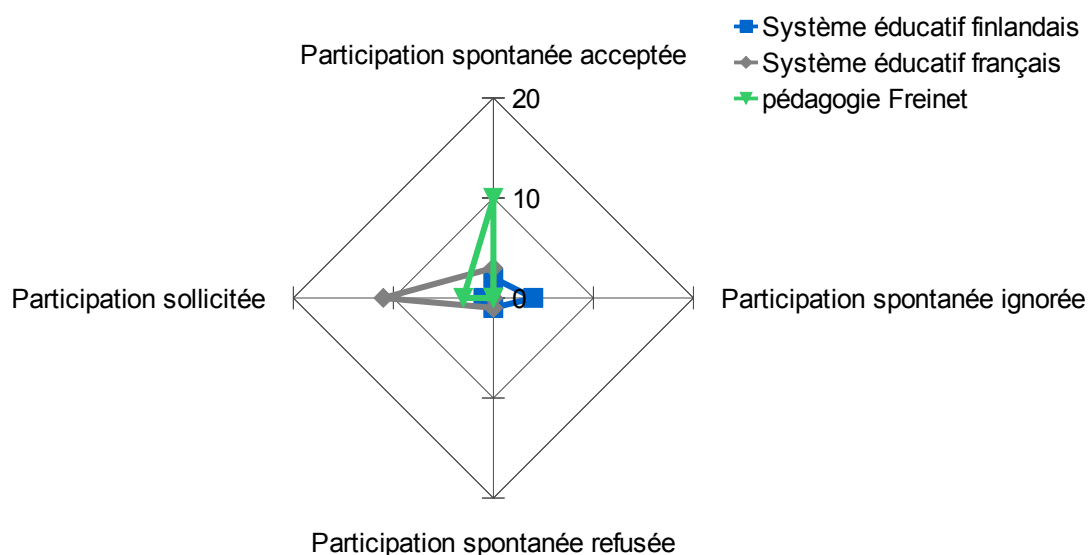 Système éducatif finlandais
Système éducatif français
pédagogie Freinet
Participation spontanée acceptée
20
10
Participation sollicitée
0
Participation spontanée ignorée
Participation spontanée refusée